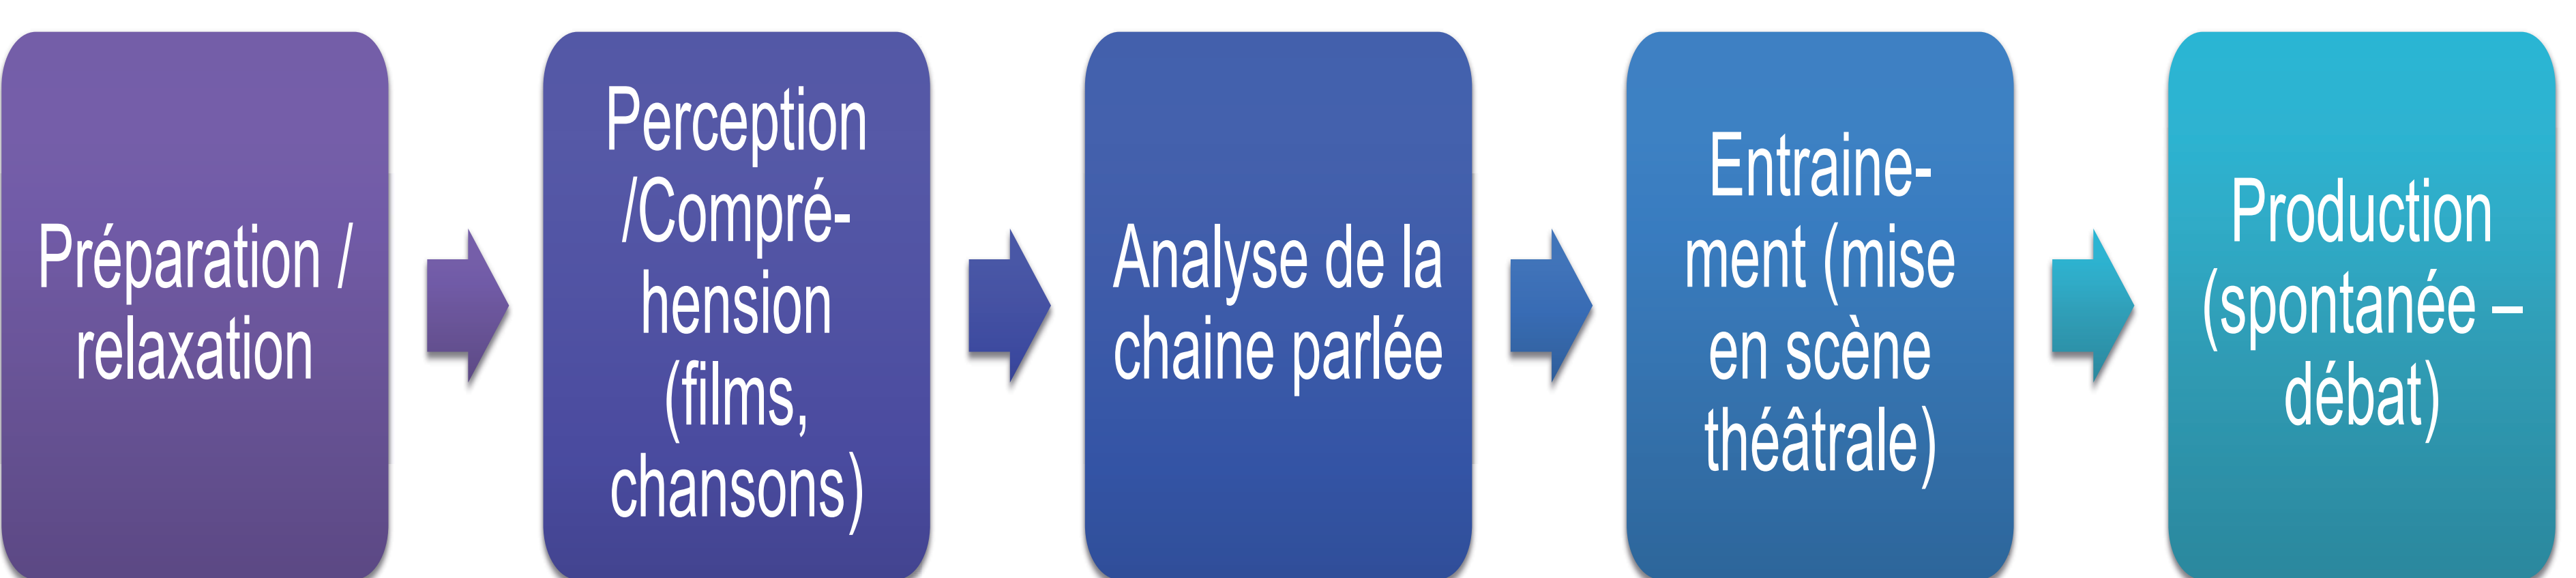 Préparation /
relaxation
Perception
/Compré-
hension
(films,
chansons)
Analyse de la
chaine parlée
Entraine-
ment (mise
en scène
théâtrale)
Production
(spontanée –
débat)